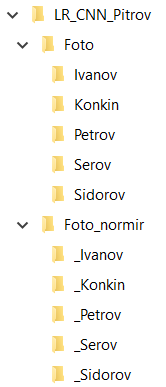 LR_CNN_Pitrov
Foto
Ivanov
Konkin
Petrov
Serov
Sidorov
Foto_normir
_Ivanov
_Konkin
_Petrov
_Serov
_Sidorov